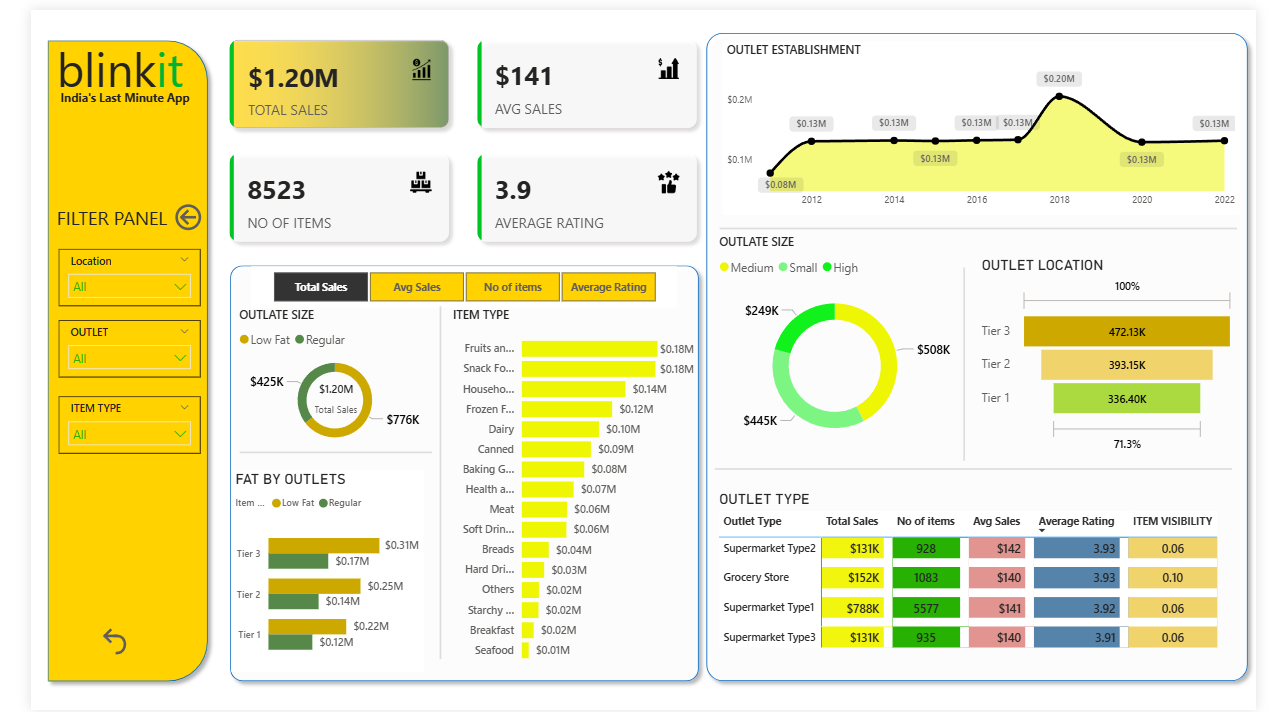 blinkit
India's Last Minute App
FILTER PANEL
Location
All
OUTLET
All
ITEM TYPE
All
$1.20M
TOTAL SALES
$141
AVG SALES
8523
NO OF ITEMS
3.9
AVERAGE RATING
Total Sales Avg Sales No of items Average Rating
OUTLATE SIZE
Low Fat Regular
$425K
$1.20M
Total Sales
$776K
FAT BY OUTLETS
Item ... Low Fat Regular
Tier 3 $0.31M
$0.17M
Tier 2 $0.25M
$0.14M
Tier 1 $0.22M
$0.12M
ITEM TYPE
Fruits an... $0.18M
Snack Fo... $0.18M
Househo... $0.14M
Frozen F... $0.12M
Dairy $0.10M
Canned $0.09M
Baking G... $0.08M
Health a... $0.07M
Meat $0.06M
Soft Drin... $0.06M
Breads $0.04M
Hard Dri... $0.03M
Others $0.02M
Starchy ... $0.02M
Breakfast $0.02M
Seafood $0.01M
OUTLET ESTABLISHMENT
$0.20M
$0.2M
$0.13M $0.13M $0.13M $0.13M $0.13M
$0.1M $0.13M $0.13M
$0.08M
2012 2014 2016 2018 2020 2022
OUTLATE SIZE
Medium Small High
$249K
$508K
$445K
OUTLET LOCATION
100%
Tier 3 472.13K
Tier 2 393.15K
Tier 1 336.40K
71.3%
OUTLET TYPE
Outlet Type Total Sales No of items Avg Sales Average Rating ITEM VISIBILITY
Supermarket Type2 $131K 928 $142 3.93 0.06
Grocery Store $152K 1083 $140 3.93 0.10
Supermarket Type1 $788K 5577 $141 3.92 0.06
Supermarket Type3 $131K 935 $140 3.91 0.06